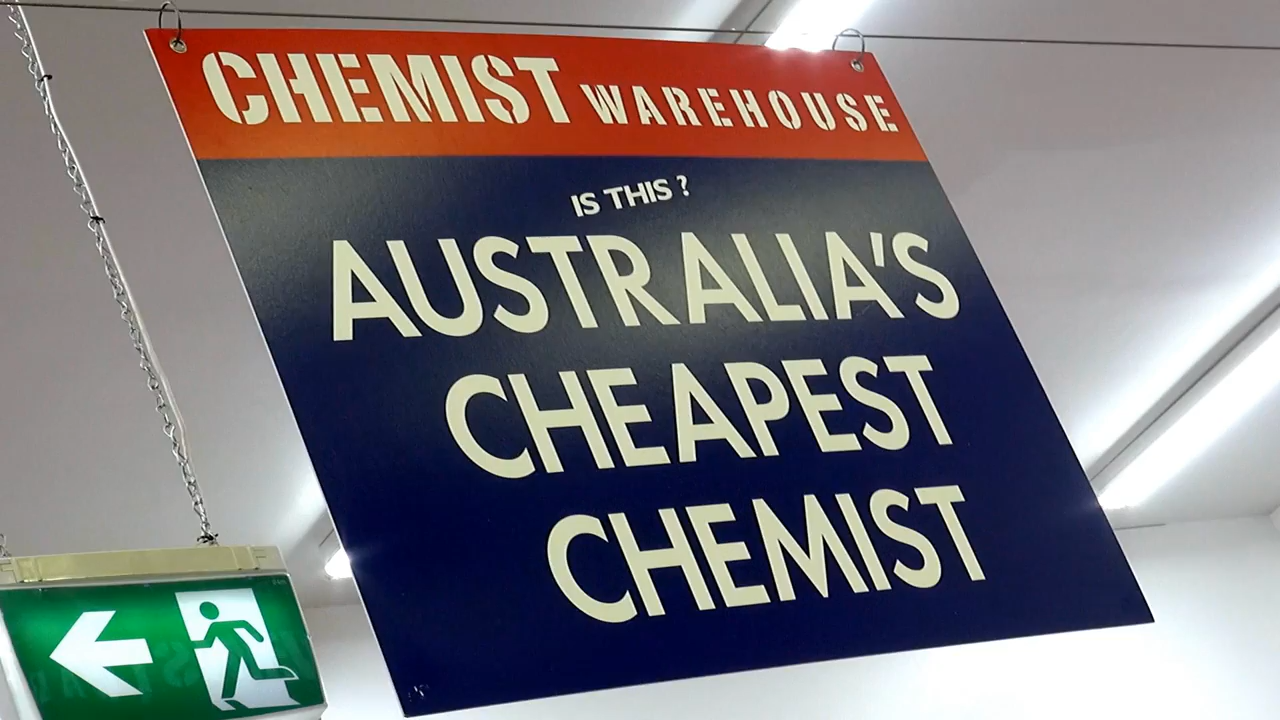 CHEMIST WAREHOUSE
IS THIS ?
AUSTRALIA'S
CHEAPEST
CHEMIST